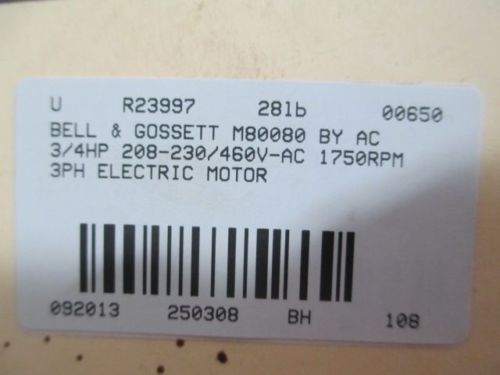 U R23997 28lb 00650
BELL & GOSSETT M80080 BY AC
3/4HP 208-230/460V-AC 1750RPM
3PH ELECTRIC MOTOR
092013 250308 BH 108